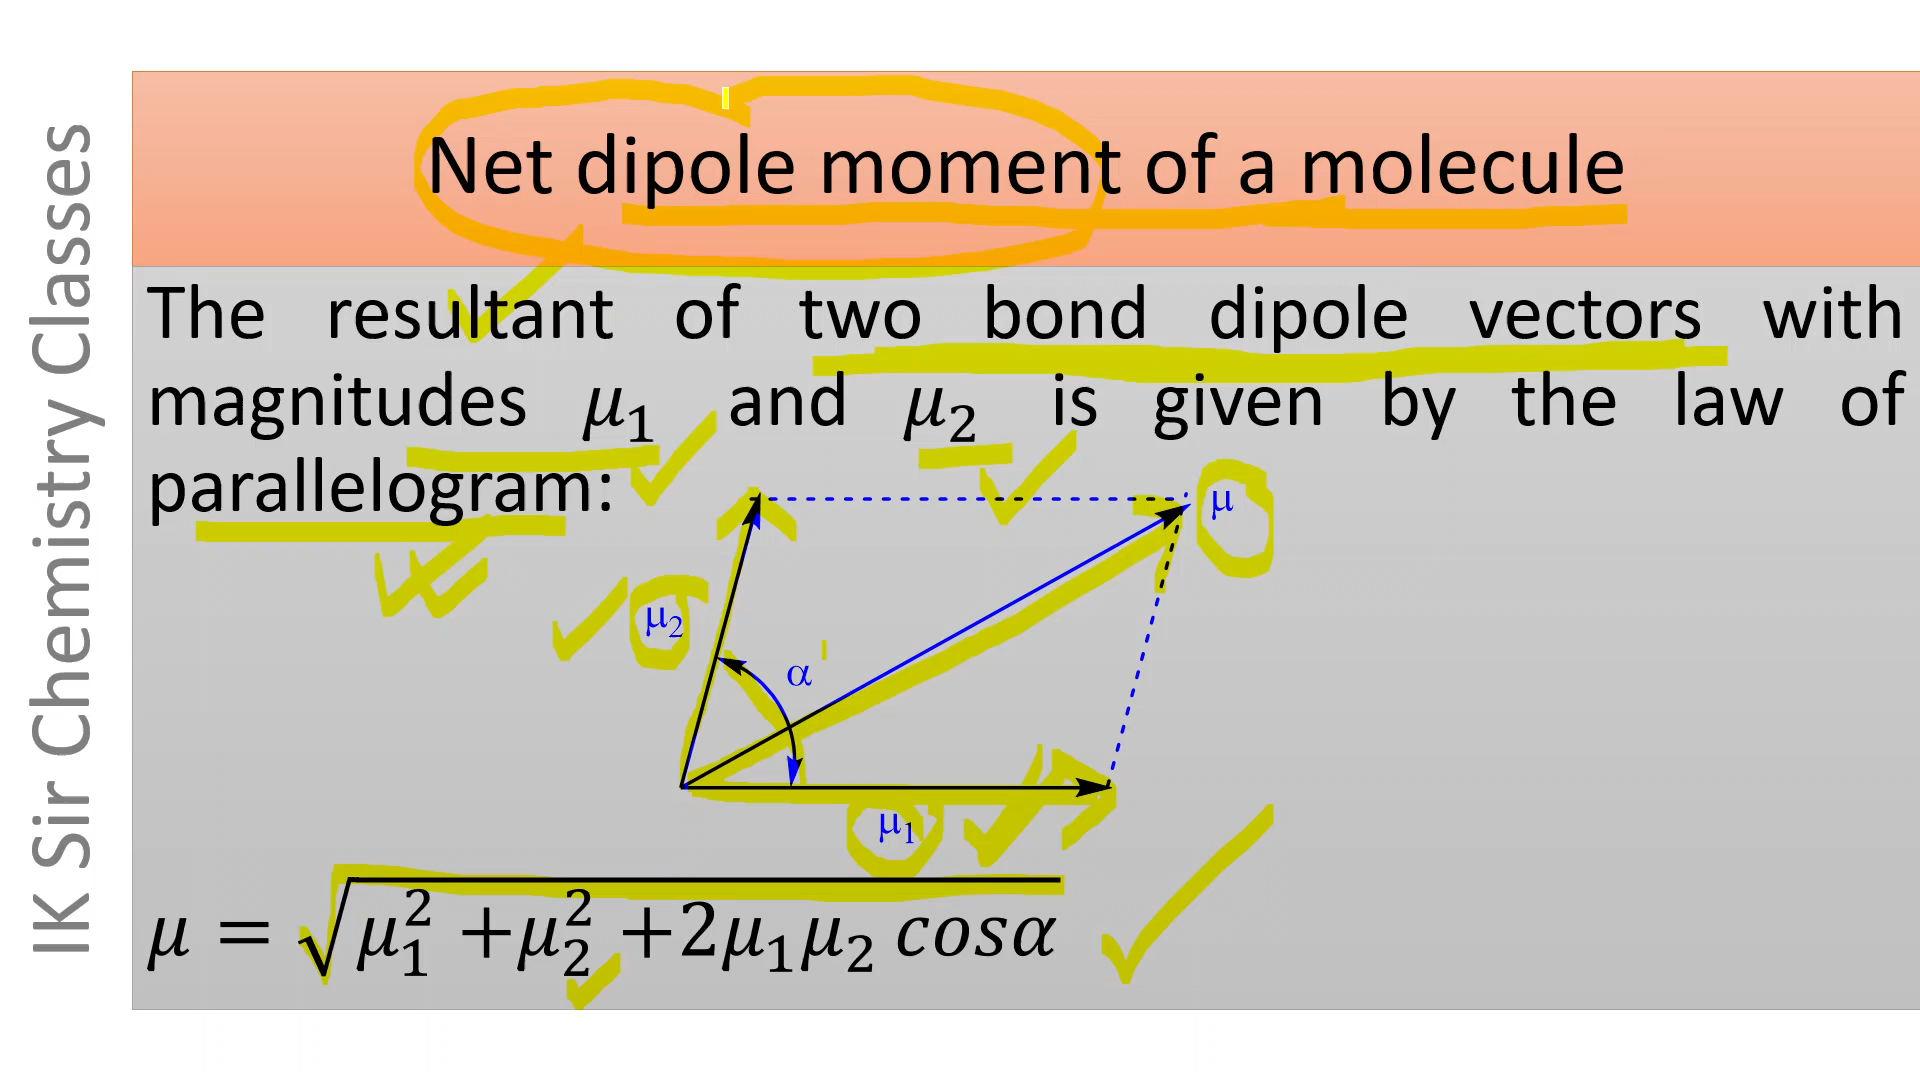 IK Sir Chemistry Classes
Net dipole moment of a molecule
The resultant of two bond dipole vectors with
magnitudes μ₁ and μ₂ is given by the law of
parallelogram:
μ
μ₂
α
μ₁
μ = √(μ₁² +μ₂² +2μ₁μ₂ cosα)